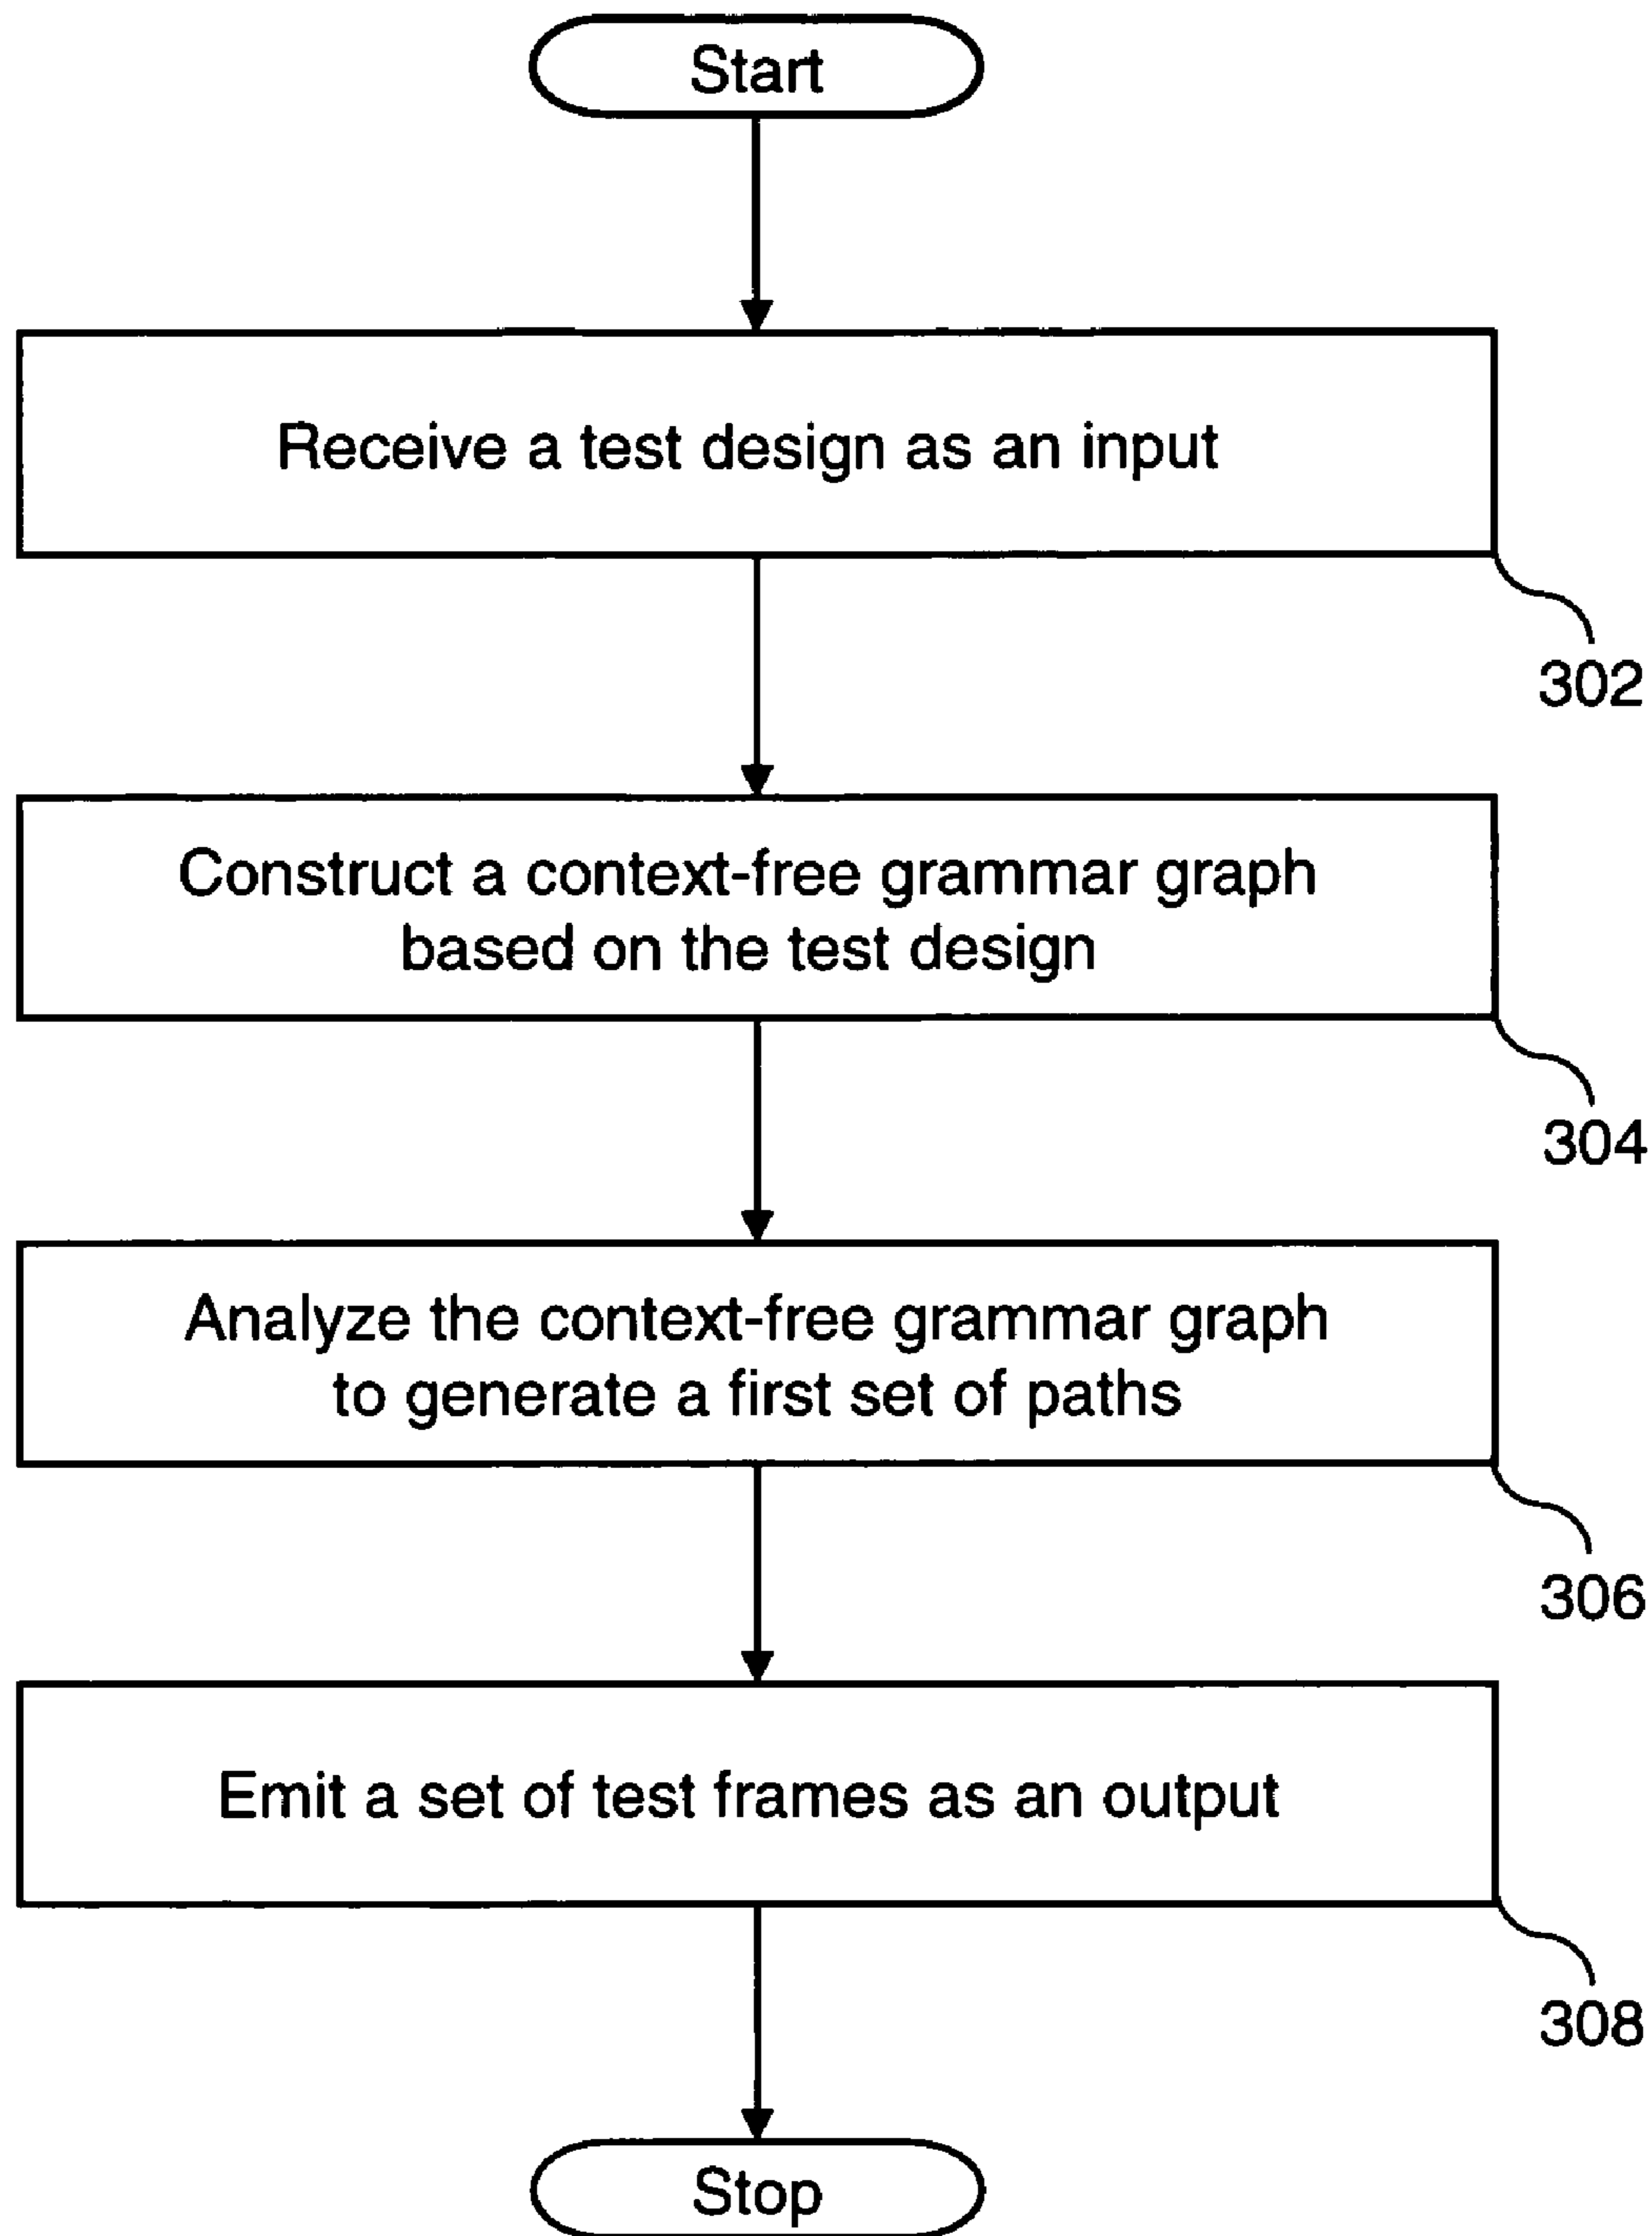 Start
Receive a test design as an input
302
Construct a context-free grammar graph
based on the test design
304
Analyze the context-free grammar graph
to generate a first set of paths
306
Emit a set of test frames as an output
308
Stop